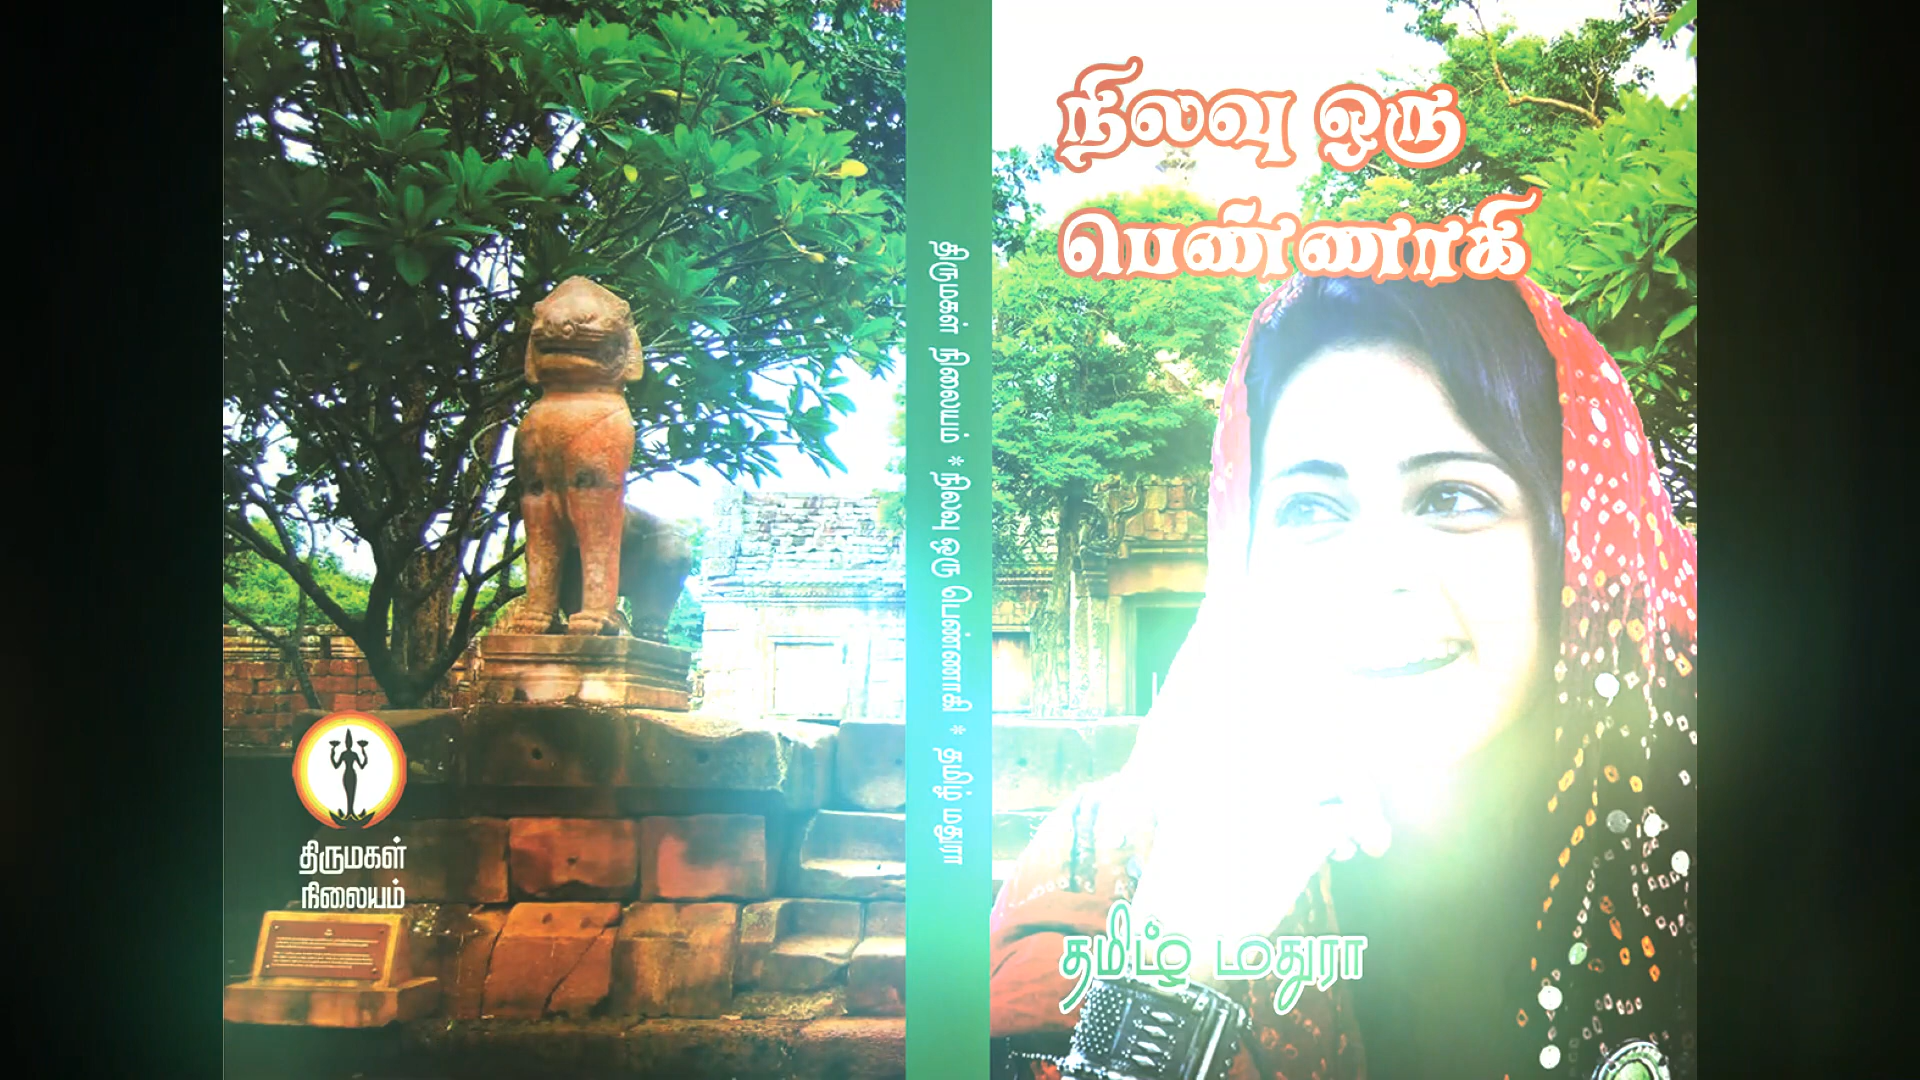 திருமகள்
நிலையம்
திருமகள் நிலையம் * நிலவு ஒரு பெண்ணாகி * தமிழ் மதுரா
நிலவு ஒரு
பெண்ணாகி
தமிழ் மதுரா